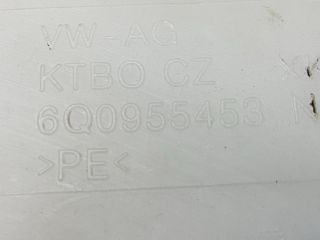 VW-AG
KTBO CZ
6Q0955453 N
>PE<